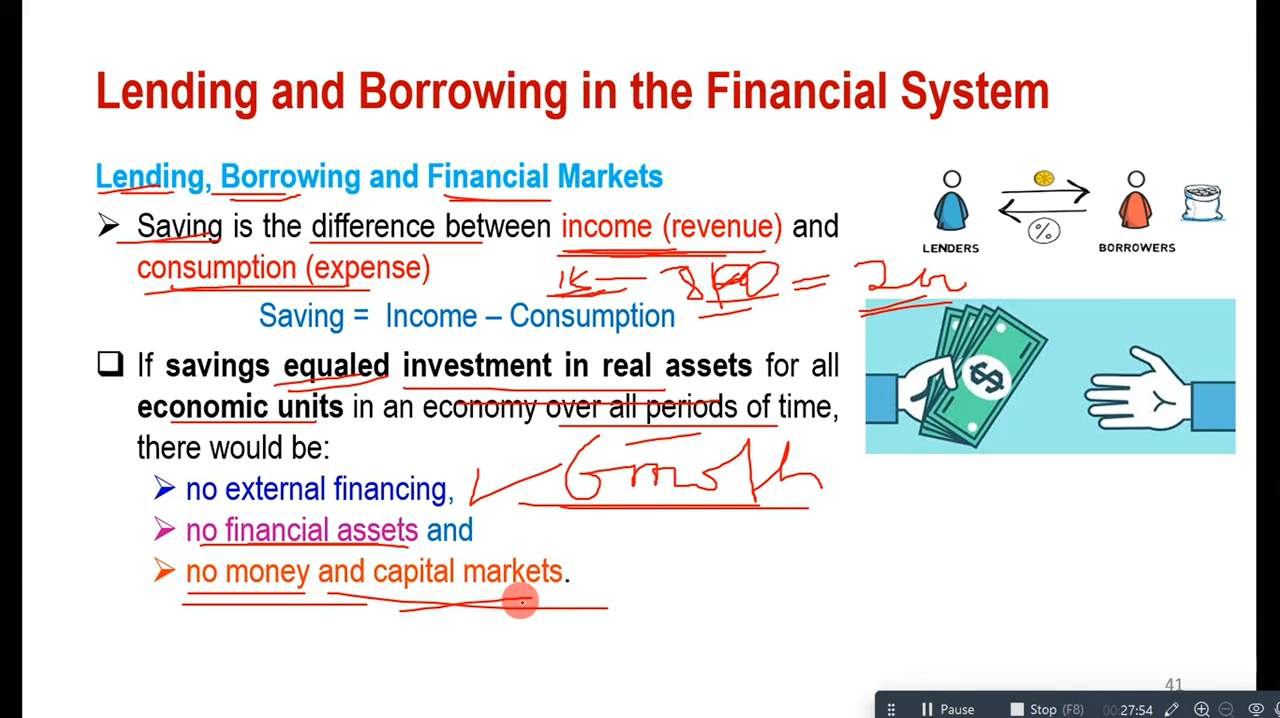 Lending and Borrowing in the Financial System
Lending, Borrowing and Financial Markets
➢ Saving is the difference between income (revenue) and
consumption (expense)
= 200
Saving = Income – Consumption
❑ If savings equaled investment in real assets for all
economic units in an economy over all periods of time,
there would be:
➢ no external financing,
Growth
➢ no financial assets and
➢ no money and capital markets.
%
LENDERS
BORROWERS
$
41
Pause
Stop (F8)
00:27:54